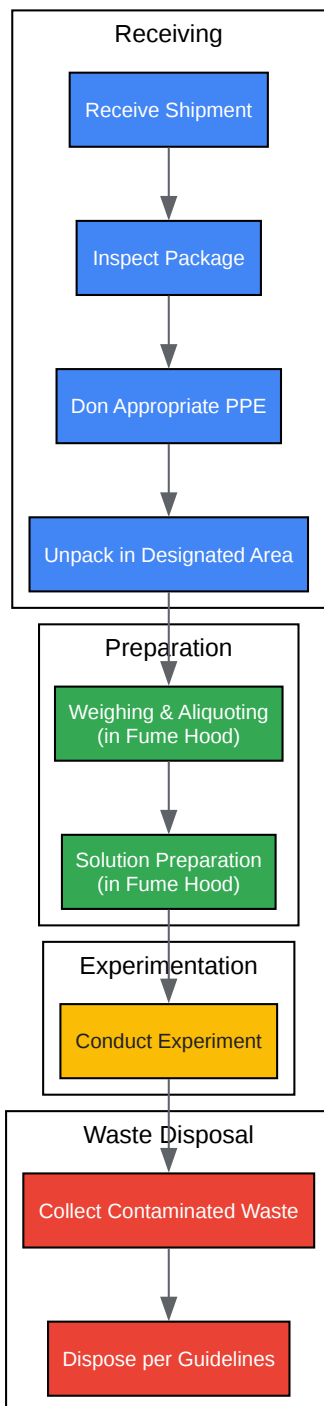 Receiving
Receive Shipment
Inspect Package
Don Appropriate PPE
Unpack in Designated Area
Preparation
Weighing & Aliquoting
(in Fume Hood)
Solution Preparation
(in Fume Hood)
Experimentation
Conduct Experiment
Waste Disposal
Collect Contaminated Waste
Dispose per Guidelines